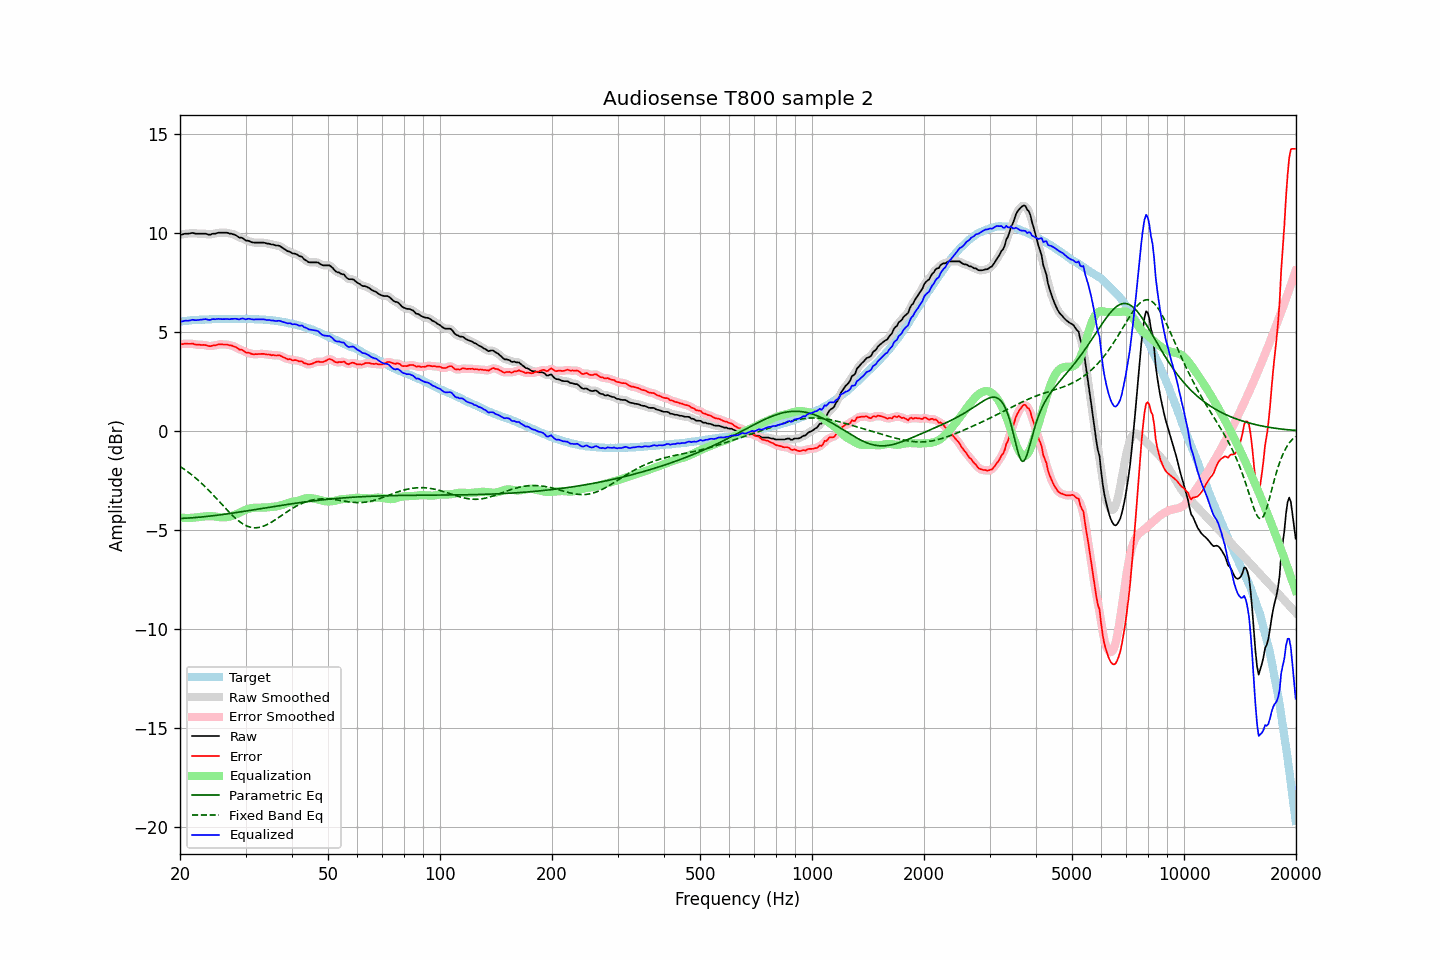 Audiosense T800 sample 2
Amplitude (dBr)
15
10
5
0
−5
−10
−15
−20
Target
Raw Smoothed
Error Smoothed
Raw
Error
Equalization
Parametric Eq
Fixed Band Eq
Equalized
20
50
100
200
500
1000
2000
5000
10000
20000
Frequency (Hz)